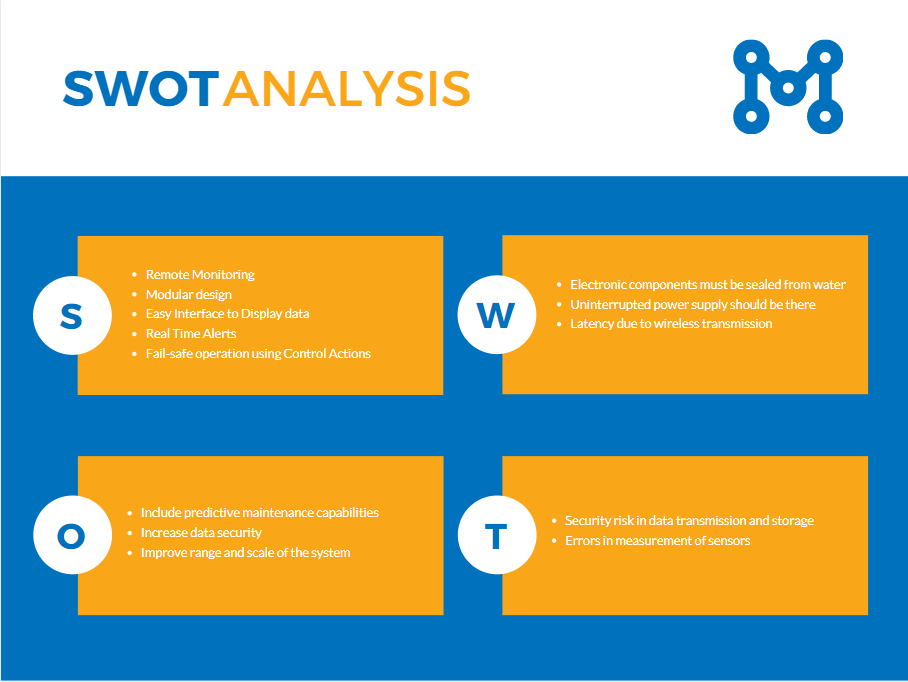 SWOT ANALYSIS
S
• Remote Monitoring
• Modular design
• Easy Interface to Display data
• Real Time Alerts
• Fail-safe operation using Control Actions
W
• Electronic components must be sealed from water
• Uninterrupted power supply should be there
• Latency due to wireless transmission
O
• Include predictive maintenance capabilities
• Increase data security
• Improve range and scale of the system
T
• Security risk in data transmission and storage
• Errors in measurement of sensors